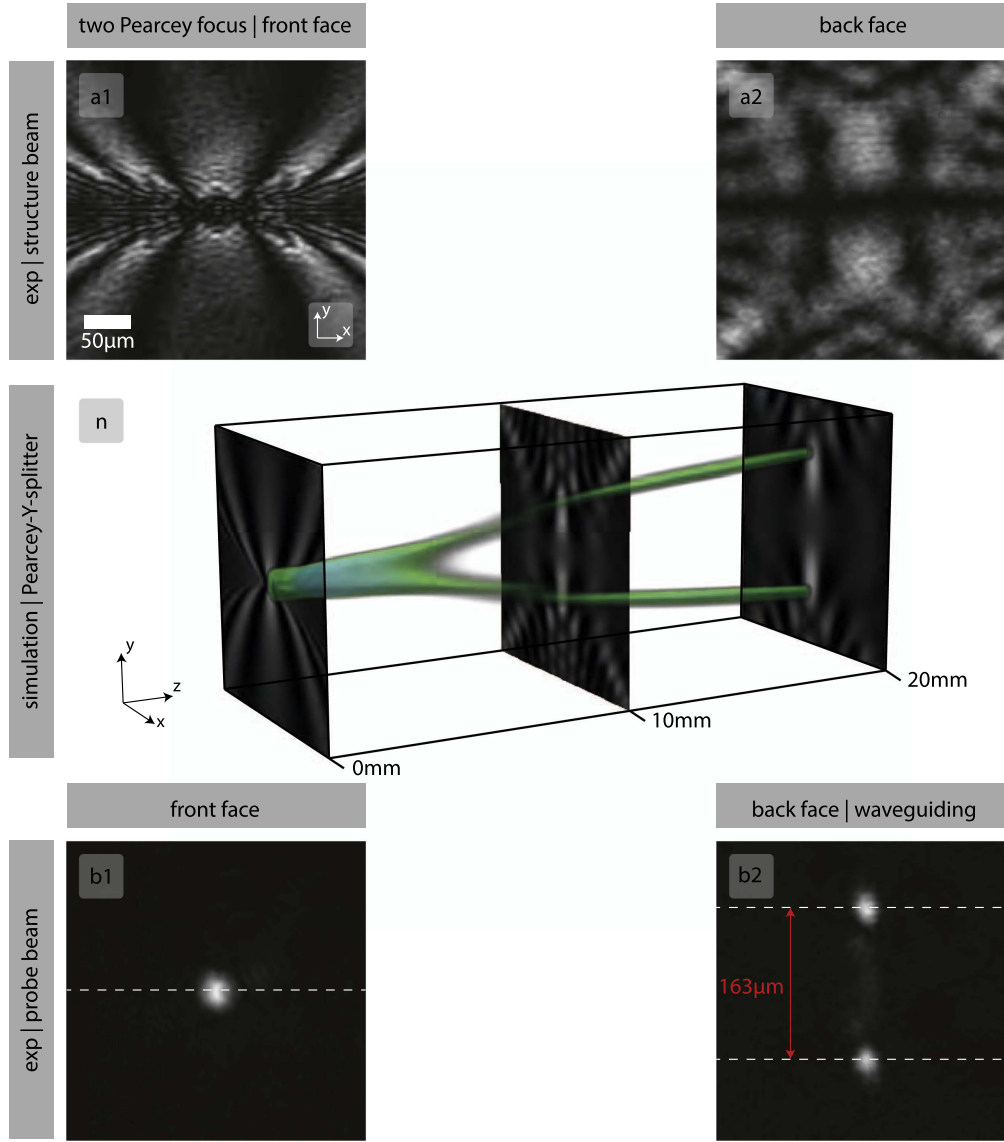 two Pearcey focus | front face
back face
exp | structure beam
a1
a2
50μm
y
x
simulation | Pearcey-Y-splitter
n
y
z
x
0mm
10mm
20mm
front face
back face | waveguiding
exp | probe beam
b1
b2
163μm